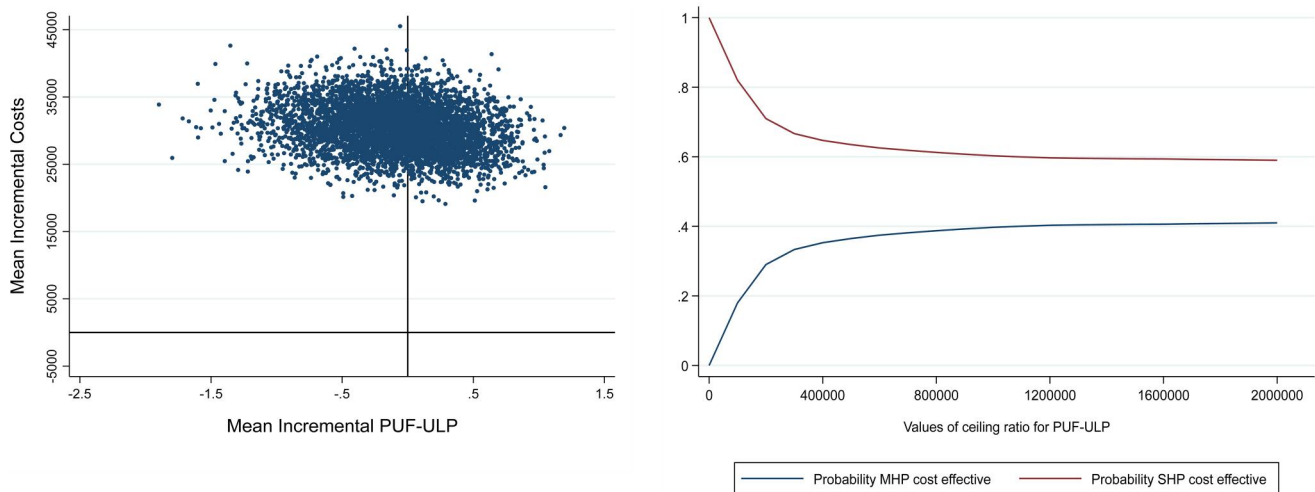 45000
35000
25000
15000
5000
-5000
Mean Incremental Costs
-2.5 -1.5 -.5 .5 1.5
Mean Incremental PUF-ULP
1
.8
.6
.4
.2
0
0 400000 800000 1200000 1600000 2000000
Values of ceiling ratio for PUF-ULP
Probability MHP cost effective Probability SHP cost effective